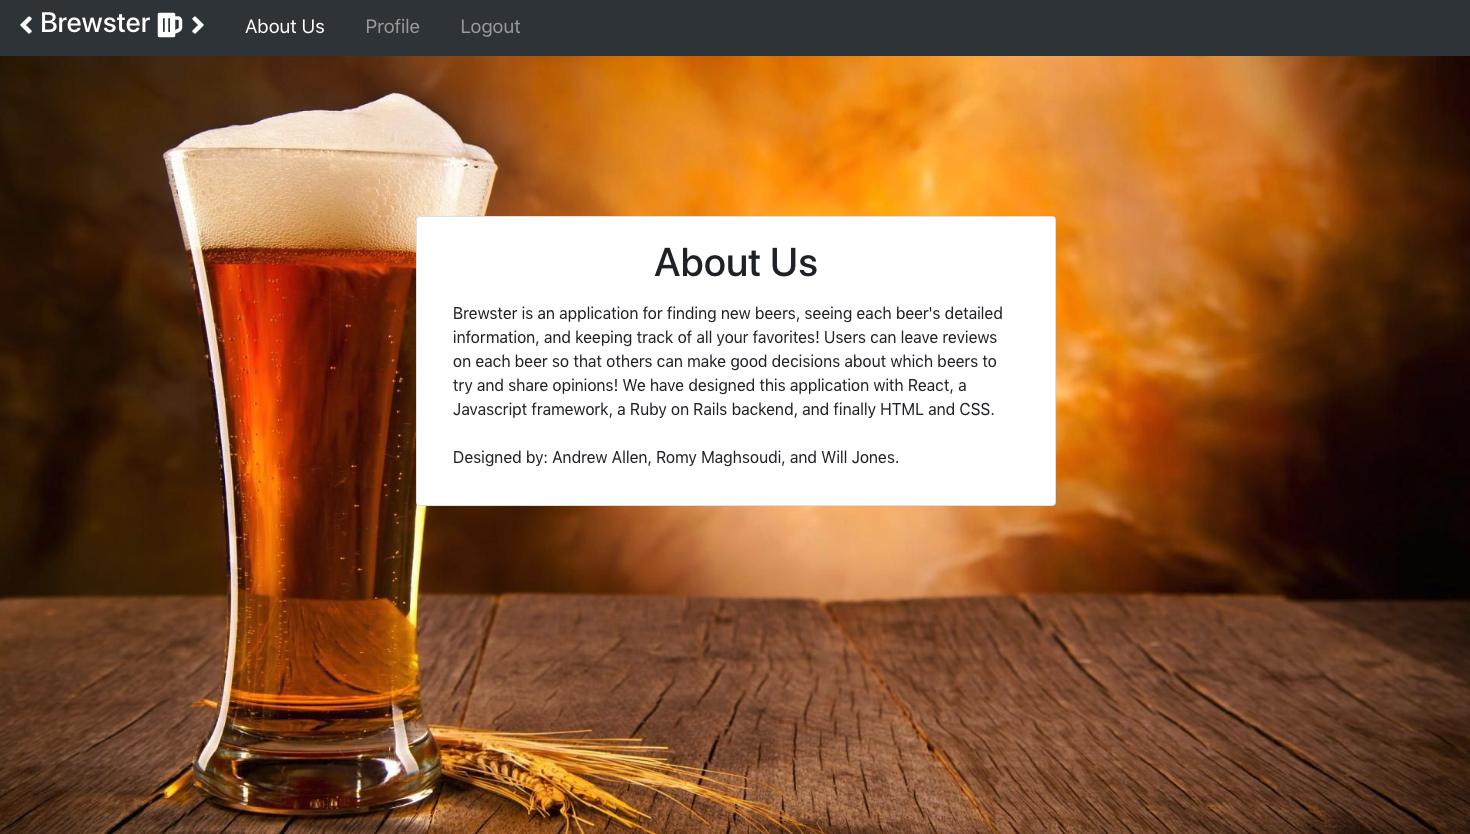 Brewster
About Us
Profile
Logout
About Us
Brewster is an application for finding new beers, seeing each beer's detailed
information, and keeping track of all your favorites! Users can leave reviews
on each beer so that others can make good decisions about which beers to
try and share opinions! We have designed this application with React, a
Javascript framework, a Ruby on Rails backend, and finally HTML and CSS.
Designed by: Andrew Allen, Romy Maghsoudi, and Will Jones.